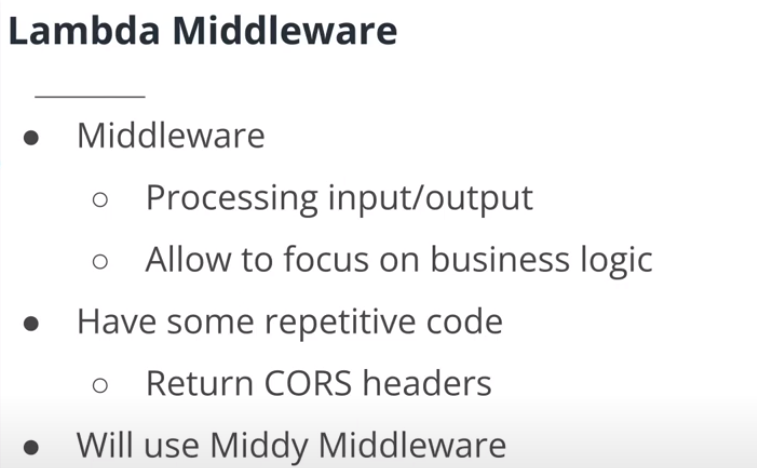 Lambda Middleware
● Middleware
○ Processing input/output
○ Allow to focus on business logic
● Have some repetitive code
○ Return CORS headers
● Will use Middy Middleware